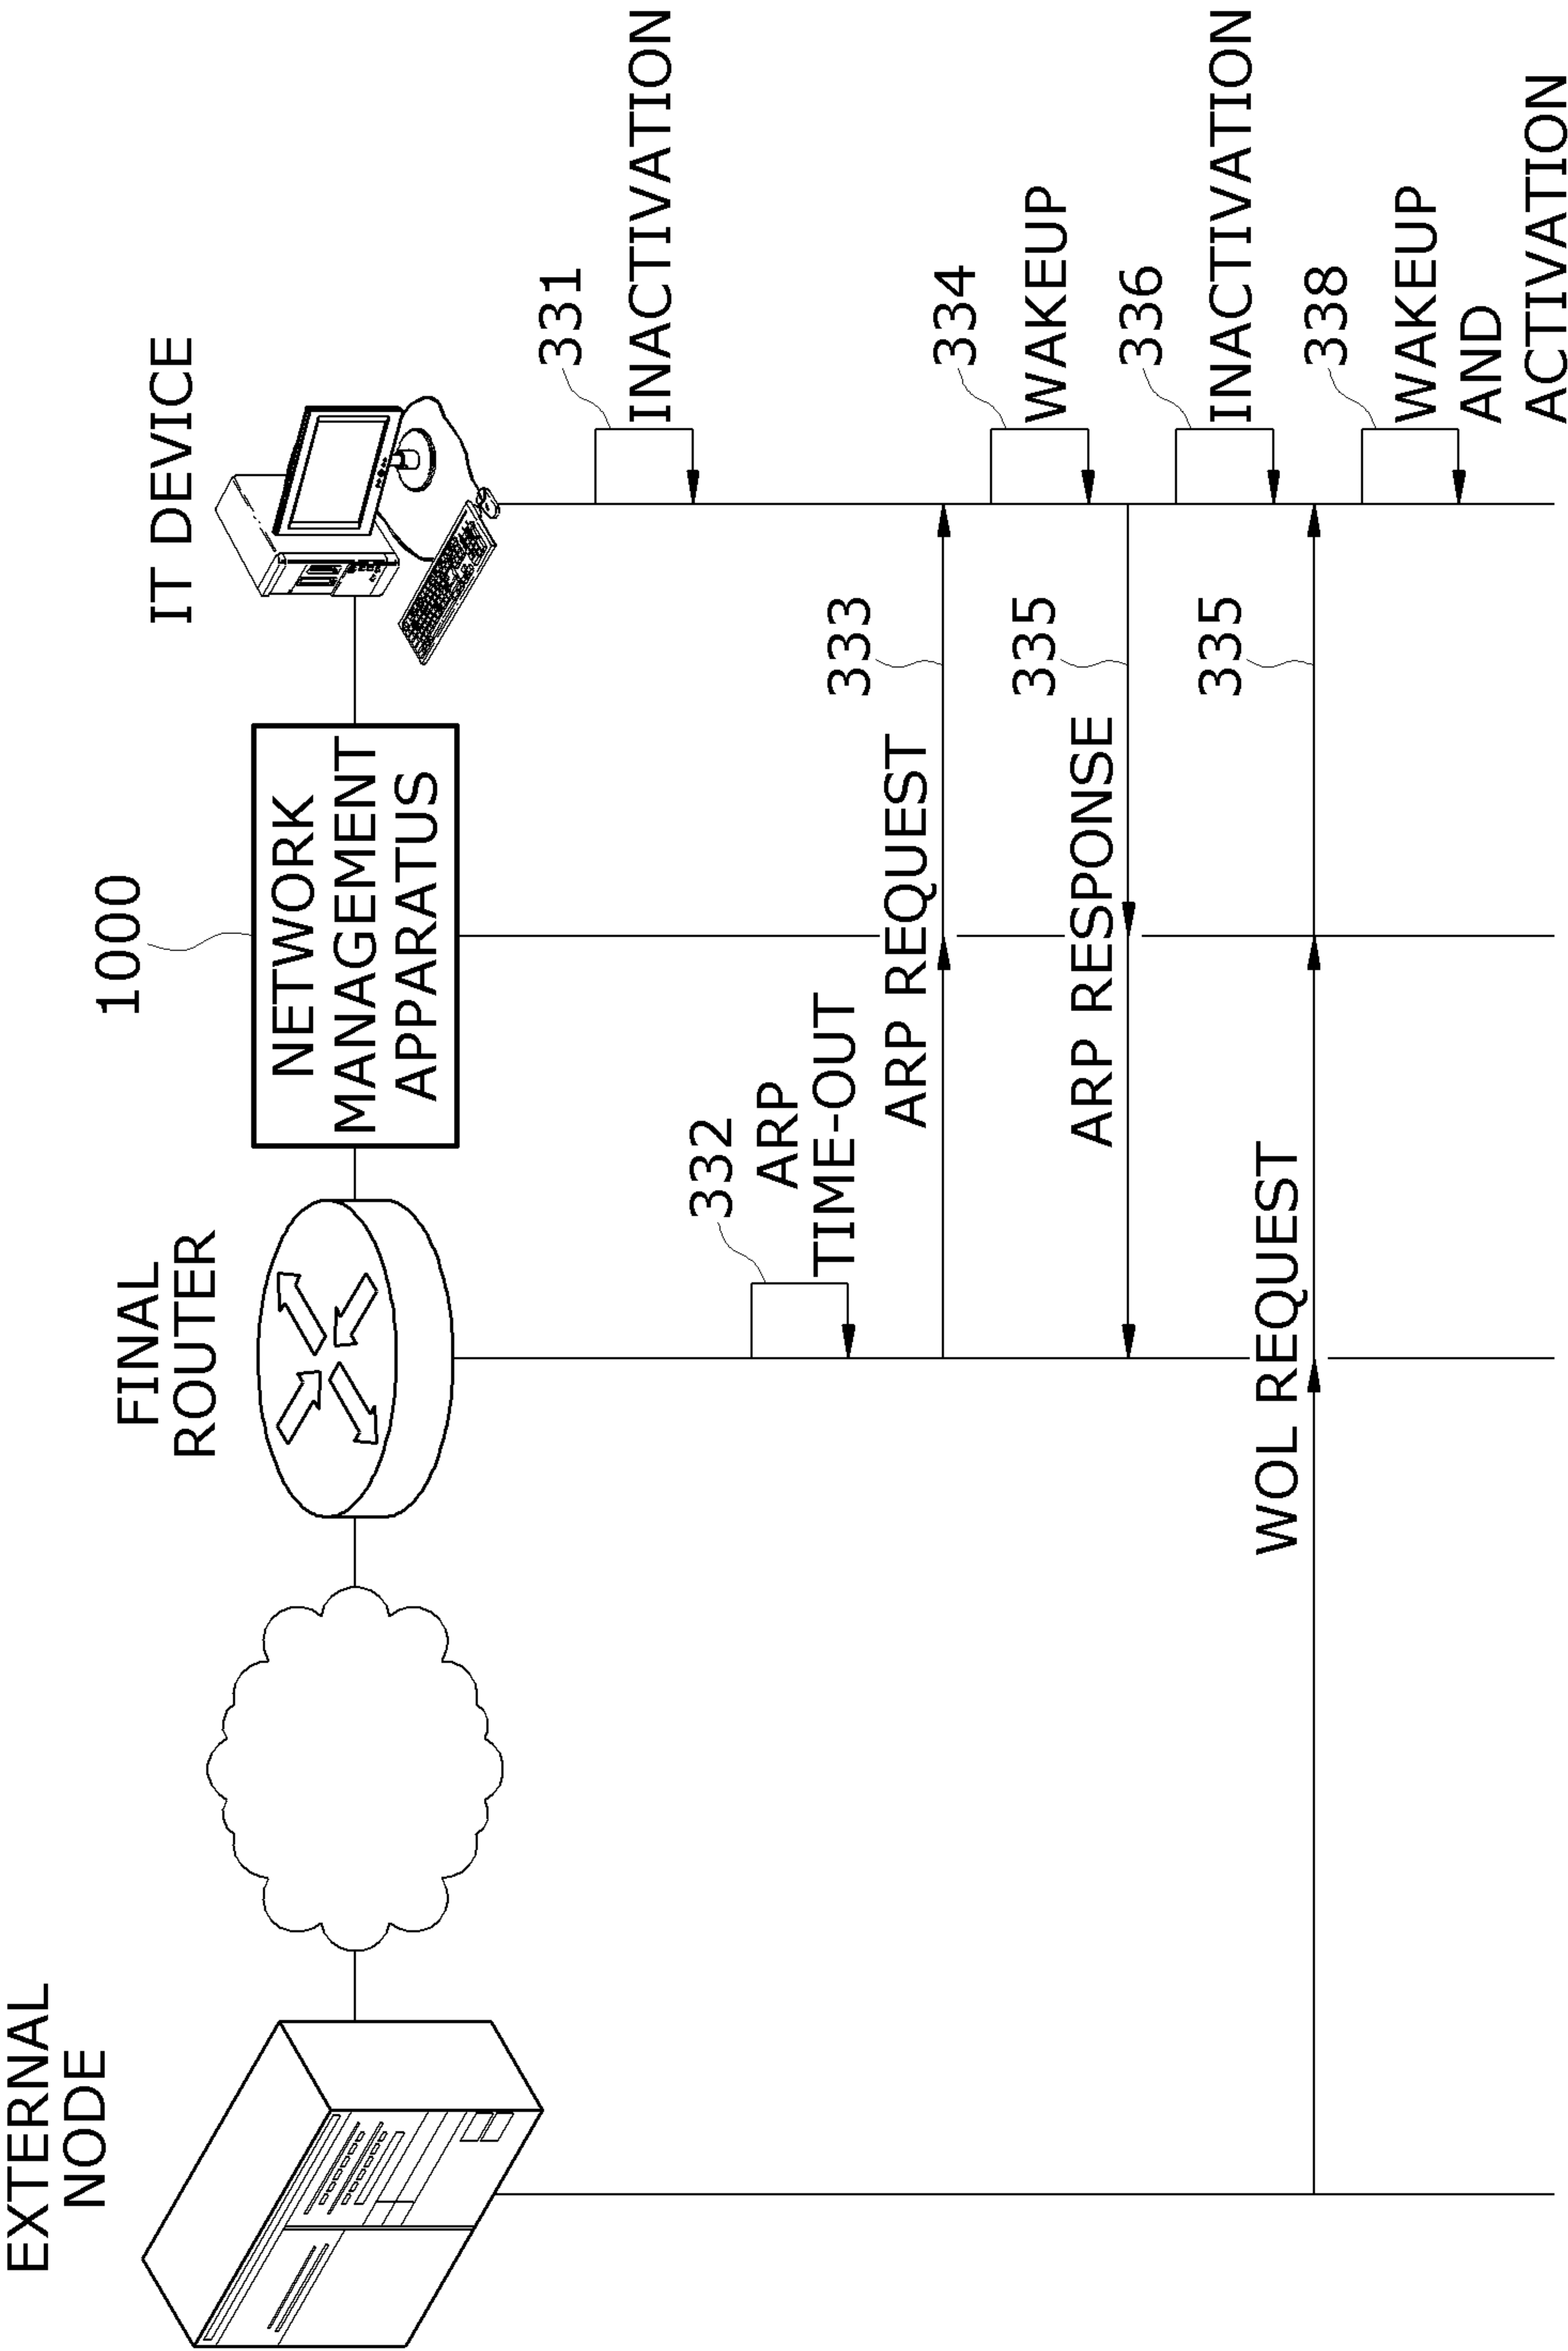 EXTERNAL
NODE
FINAL
ROUTER
1000
NETWORK
MANAGEMENT
APPARATUS
IT DEVICE
331
INACTIVATION
332
ARP
TIME-OUT
ARP REQUEST
333
334
WAKEUP
ARP RESPONSE
335
336
INACTIVATION
WOL REQUEST
335
338
WAKEUP
AND
ACTIVATION